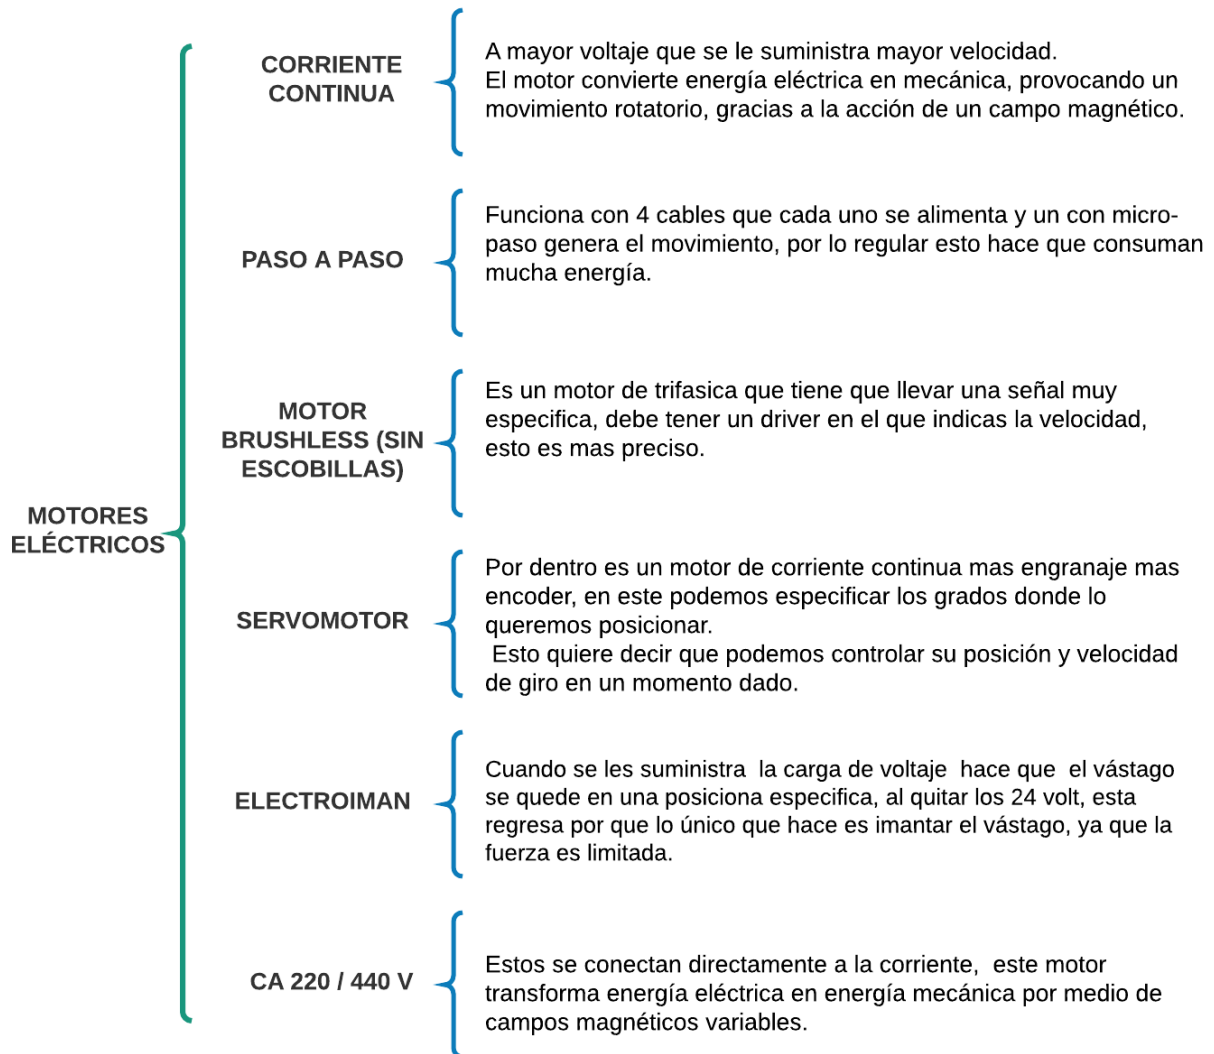 MOTORES
ELÉCTRICOS
CORRIENTE
CONTINUA
A mayor voltaje que se le suministra mayor velocidad.
El motor convierte energía eléctrica en mecánica, provocando un
movimiento rotatorio, gracias a la acción de un campo magnético.
PASO A PASO
Funciona con 4 cables que cada uno se alimenta y un con micro-
paso genera el movimiento, por lo regular esto hace que consuman
mucha energía.
MOTOR
BRUSHLESS (SIN
ESCOBILLAS)
Es un motor de trifasica que tiene que llevar una señal muy
especifica, debe tener un driver en el que indicas la velocidad,
esto es mas preciso.
SERVOMOTOR
Por dentro es un motor de corriente continua mas engranaje mas
encoder, en este podemos especificar los grados donde lo
queremos posicionar.
Esto quiere decir que podemos controlar su posición y velocidad
de giro en un momento dado.
ELECTROIMAN
Cuando se les suministra la carga de voltaje hace que el vástago
se quede en una posiciona especifica, al quitar los 24 volt, esta
regresa por que lo único que hace es imantar el vástago, ya que la
fuerza es limitada.
CA 220 / 440 V
Estos se conectan directamente a la corriente, este motor
transforma energía eléctrica en energía mecánica por medio de
campos magnéticos variables.